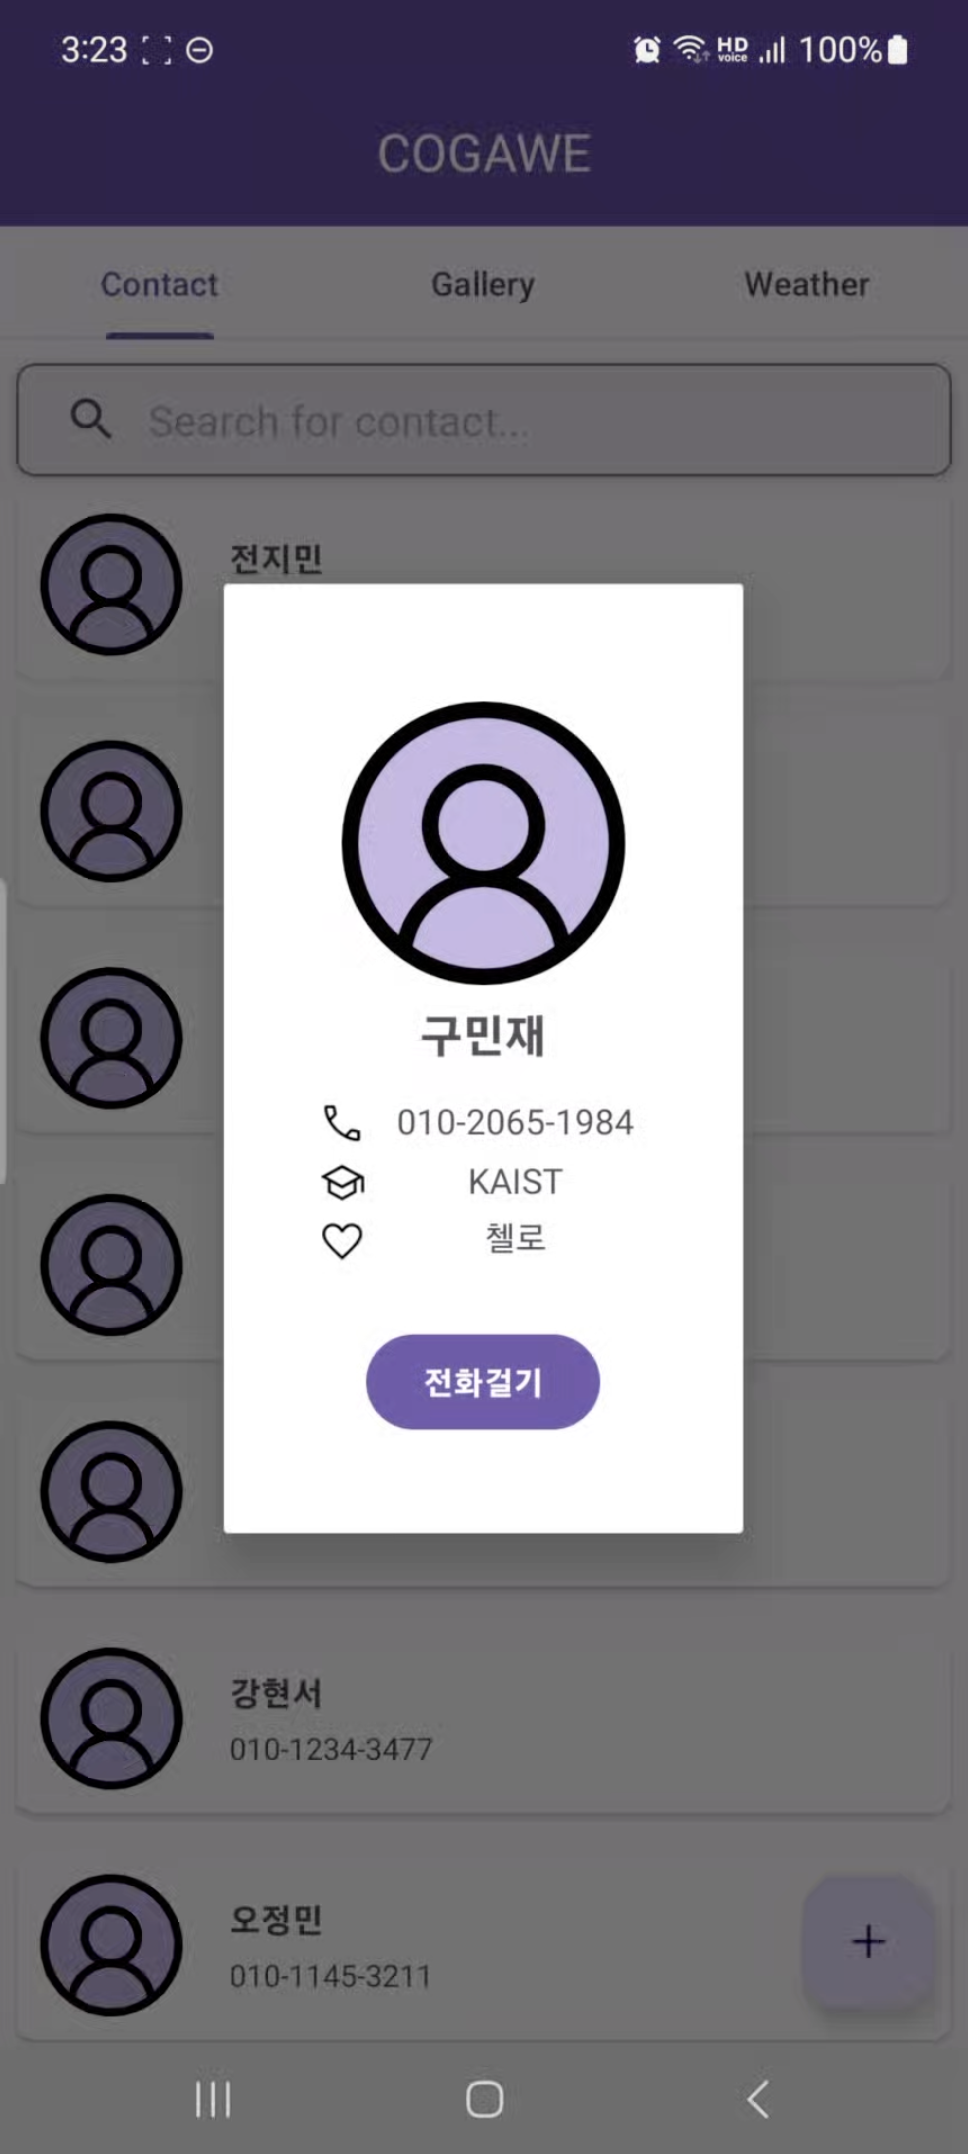 3:23 HD voice 100%
COGAWE
Contact Gallery Weather
Search for contact...
전지민
구민재
010-2065-1984
KAIST
첼로
전화걸기
강현서
010-1234-3477
오정민
010-1145-3211
+